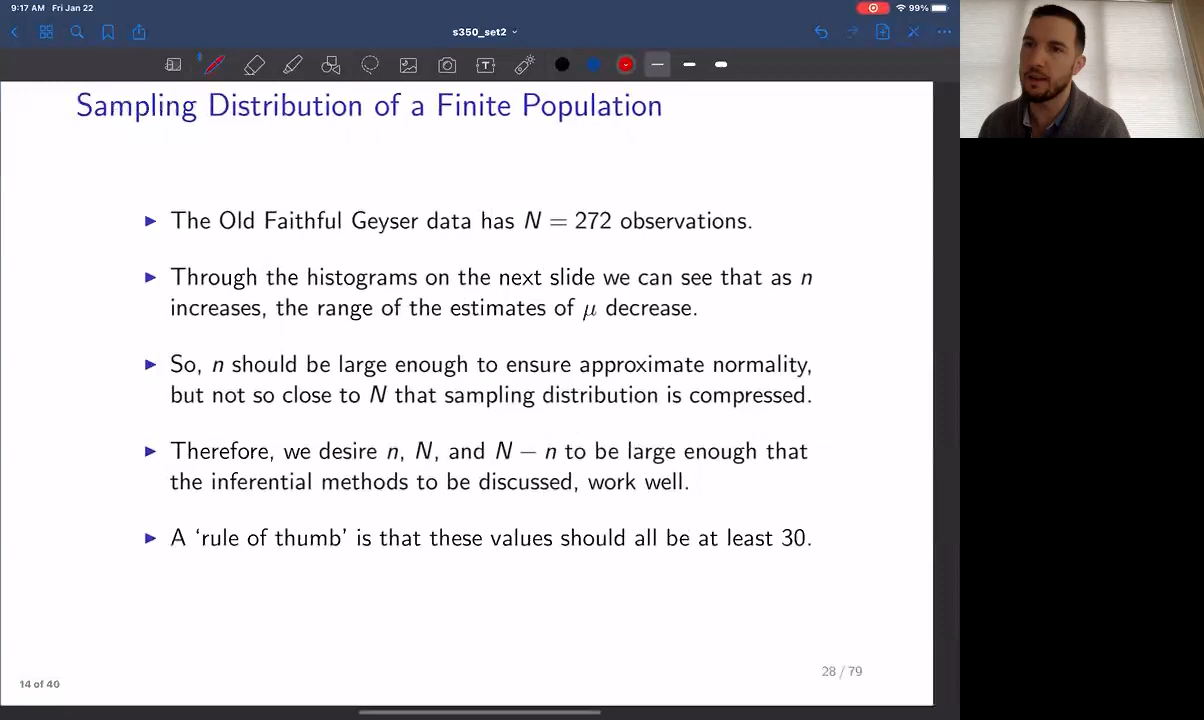 9:17 AM Fri Jan 22
99%
s350_set2
T
Sampling Distribution of a Finite Population
The Old Faithful Geyser data has N = 272 observations.
Through the histograms on the next slide we can see that as n
increases, the range of the estimates of μ decrease.
So, n should be large enough to ensure approximate normality,
but not so close to N that sampling distribution is compressed.
Therefore, we desire n, N, and N − n to be large enough that
the inferential methods to be discussed, work well.
A ‘rule of thumb’ is that these values should all be at least 30.
28 / 79
14 of 40